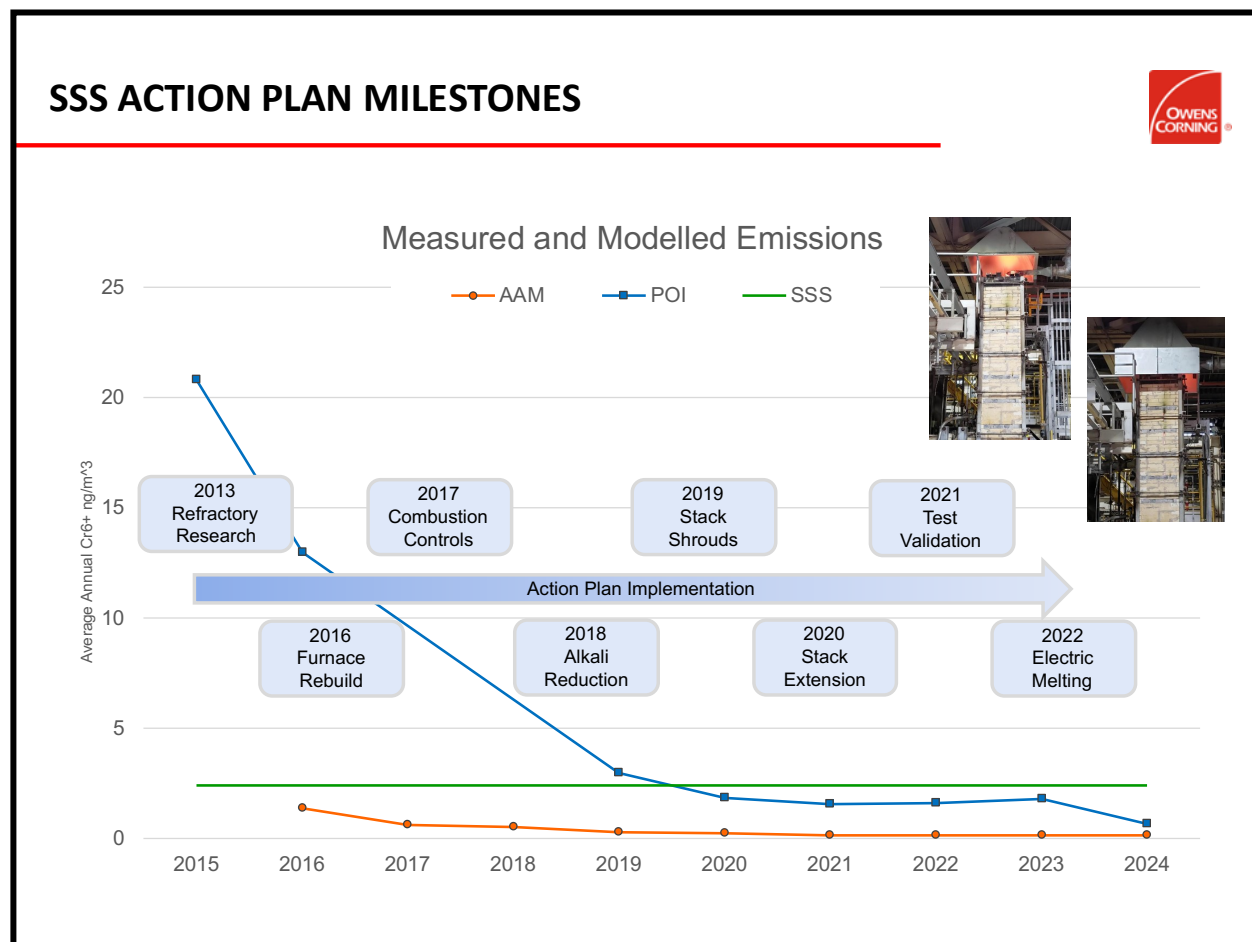 SSS ACTION PLAN MILESTONES
OWENS
CORNING ®
Measured and Modelled Emissions
AAM POI SSS
Average Annual Cr6+ ng/m^3
25
20
15
10
5
0
2013
Refractory
Research
2017
Combustion
Controls
2019
Stack
Shrouds
2021
Test
Validation
Action Plan Implementation
2016
Furnace
Rebuild
2018
Alkali
Reduction
2020
Stack
Extension
2022
Electric
Melting
2015 2016 2017 2018 2019 2020 2021 2022 2023 2024